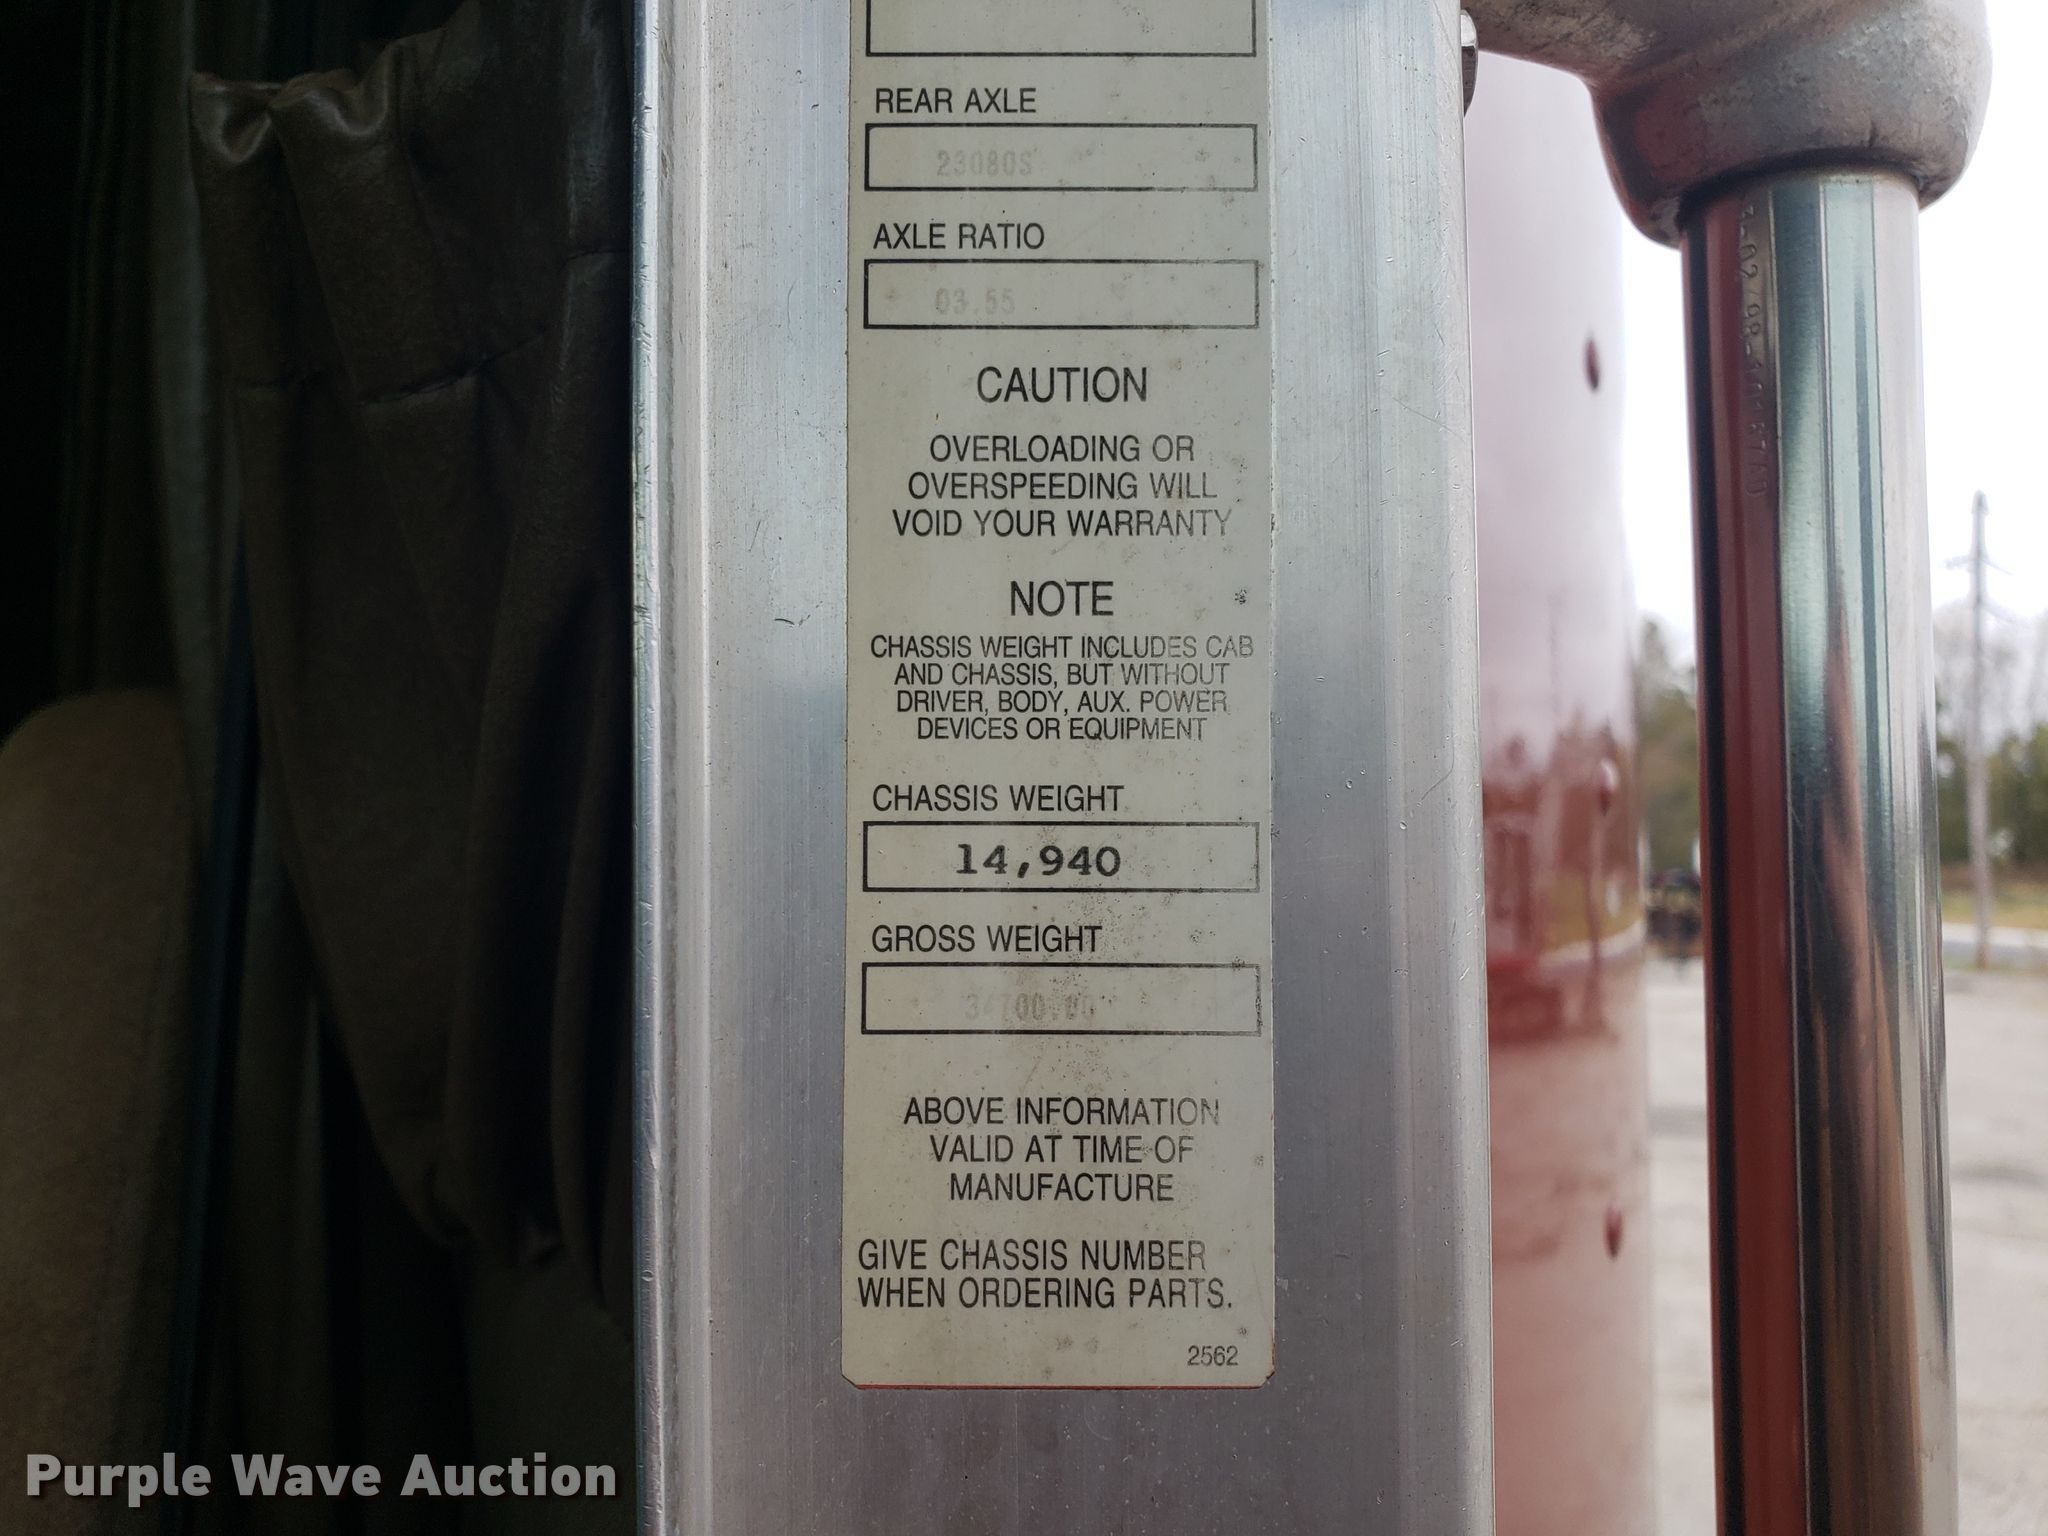 REAR AXLE
23080S
AXLE RATIO
03.55
CAUTION
OVERLOADING OR
OVERSPEEDING WILL
VOID YOUR WARRANTY
NOTE
CHASSIS WEIGHT INCLUDES CAB
AND CHASSIS, BUT WITHOUT
DRIVER, BODY, AUX. POWER
DEVICES OR EQUIPMENT
CHASSIS WEIGHT
14,940
GROSS WEIGHT
ABOVE INFORMATION
VALID AT TIME OF
MANUFACTURE
GIVE CHASSIS NUMBER
WHEN ORDERING PARTS.
2562
Purple Wave Auction